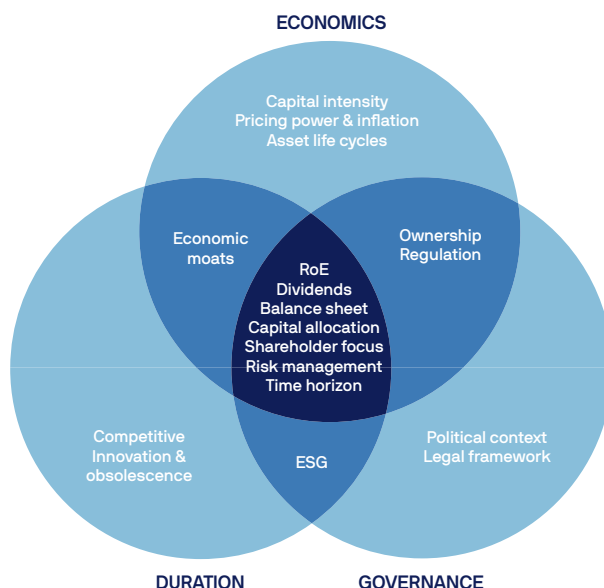 ECONOMICS
Capital intensity
Pricing power & inflation
Asset life cycles
Economic
moats
Ownership
Regulation
RoE
Dividends
Balance sheet
Capital allocation
Shareholder focus
Risk management
Time horizon
Competitive
Innovation &
obsolescence
ESG
Political context
Legal framework
DURATION
GOVERNANCE